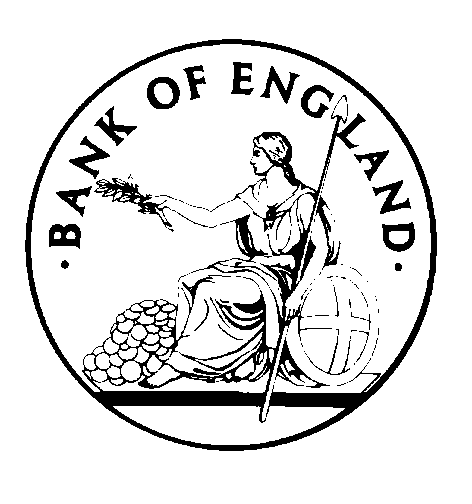 · BANK OF ENGLAND ·